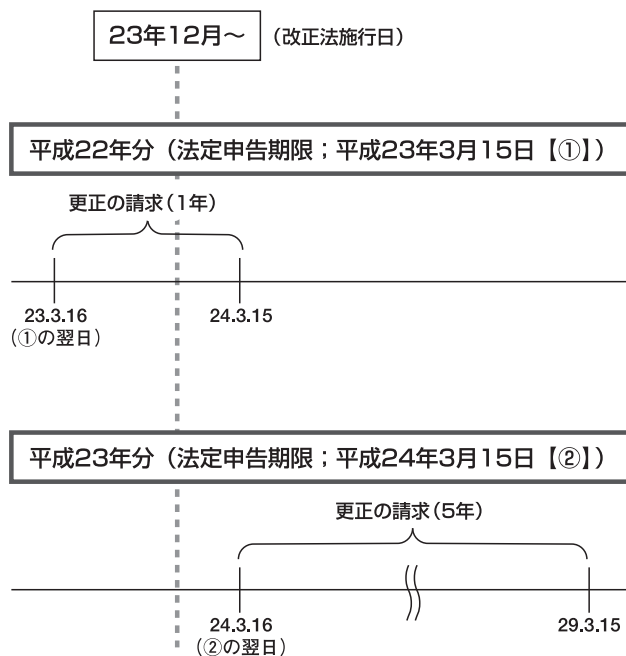 23年12月～ (改正法施行日)
平成22年分（法定申告期限；平成23年3月15日【①】）
更正の請求（1年）
23.3.16 24.3.15
(①の翌日)
平成23年分（法定申告期限；平成24年3月15日【②】）
更正の請求（5年）
24.3.16 29.3.15
(②の翌日)